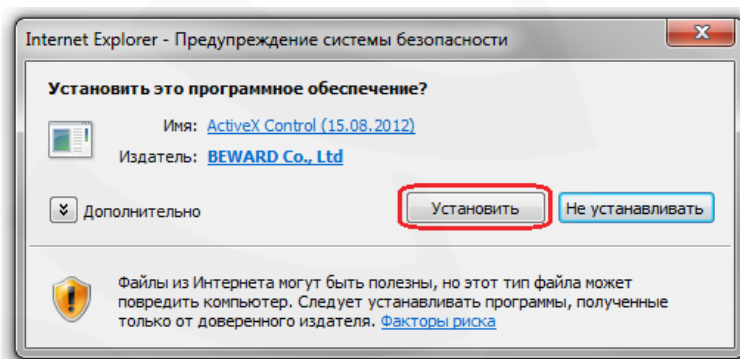 Internet Explorer - Предупреждение системы безопасности
Установить это программное обеспечение?
Имя: ActiveX Control (15.08.2012)
Издатель: BEWARD Co., Ltd
Дополнительно
Установить
Не устанавливать
Файлы из Интернета могут быть полезны, но этот тип файла может
повредить компьютер. Следует устанавливать программы, полученные
только от доверенного издателя. Факторы риска